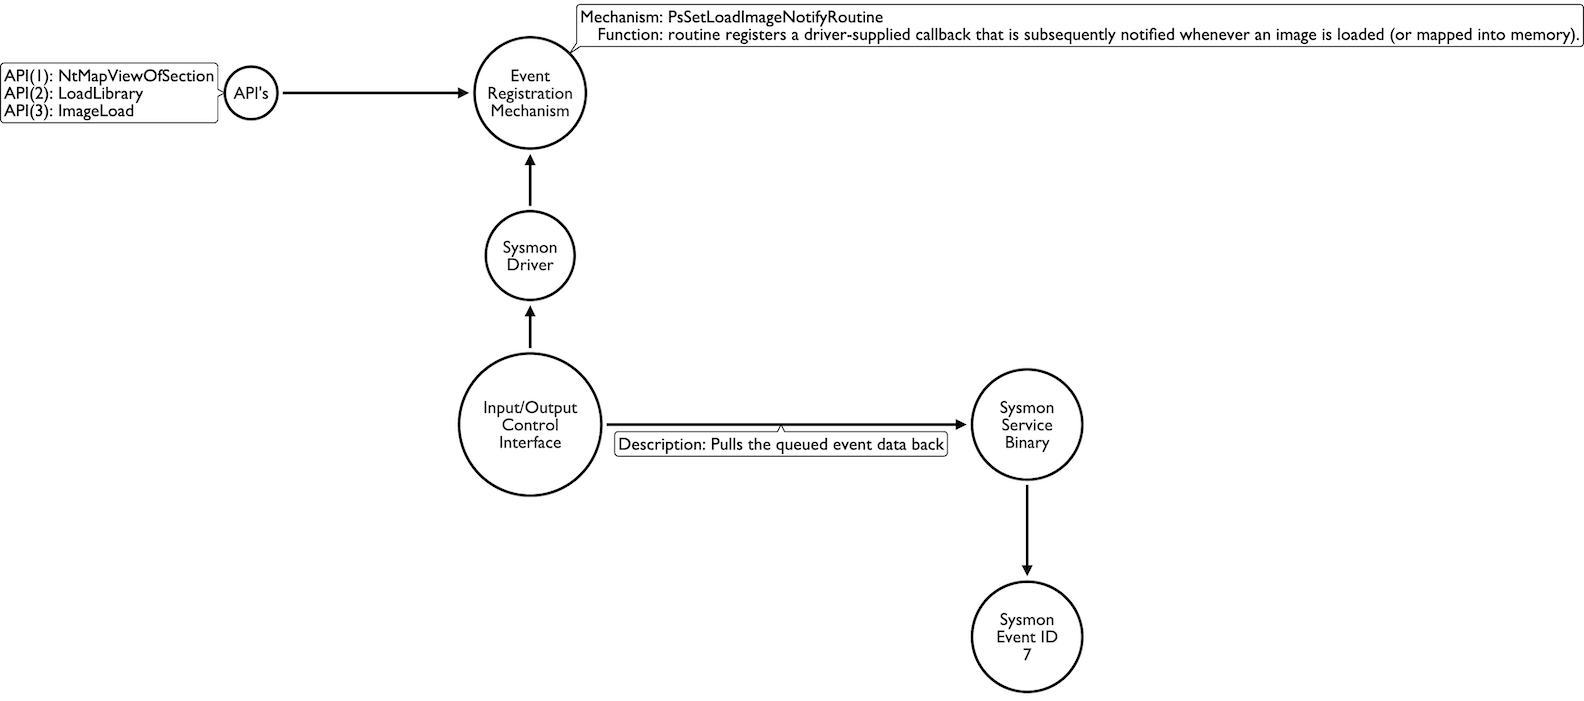 Mechanism: PsSetLoadImageNotifyRoutine
Function: routine registers a driver-supplied callback that is subsequently notified whenever an image is loaded (or mapped into memory).
API(1): NtMapViewOfSection
API(2): LoadLibrary
API(3): ImageLoad
API's
Event
Registration
Mechanism
Sysmon
Driver
Input/Output
Control
Interface
Description: Pulls the queued event data back
Sysmon
Service
Binary
Sysmon
Event ID
7